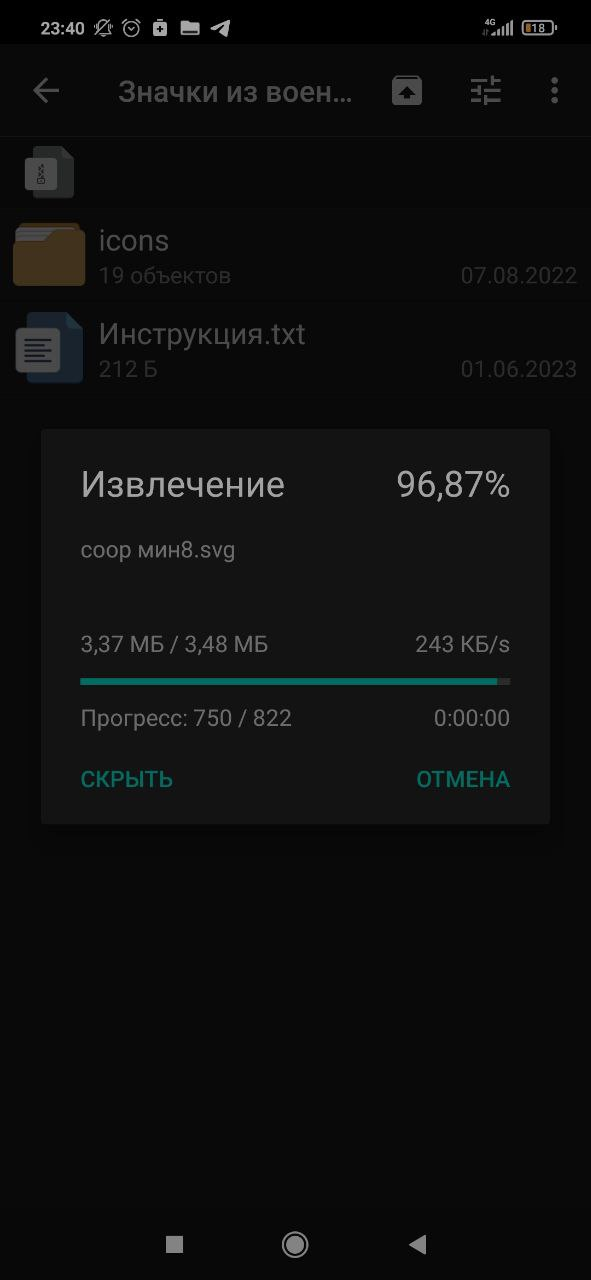 23:40 4G 18
Значки из воен...
icons
19 объектов 07.08.2022
Инструкция.txt
212 Б 01.06.2023
Извлечение 96,87%
соор мин8.svg
3,37 МБ / 3,48 МБ 243 КБ/s
Прогресс: 750 / 822 0:00:00
СКРЫТЬ ОТМЕНА